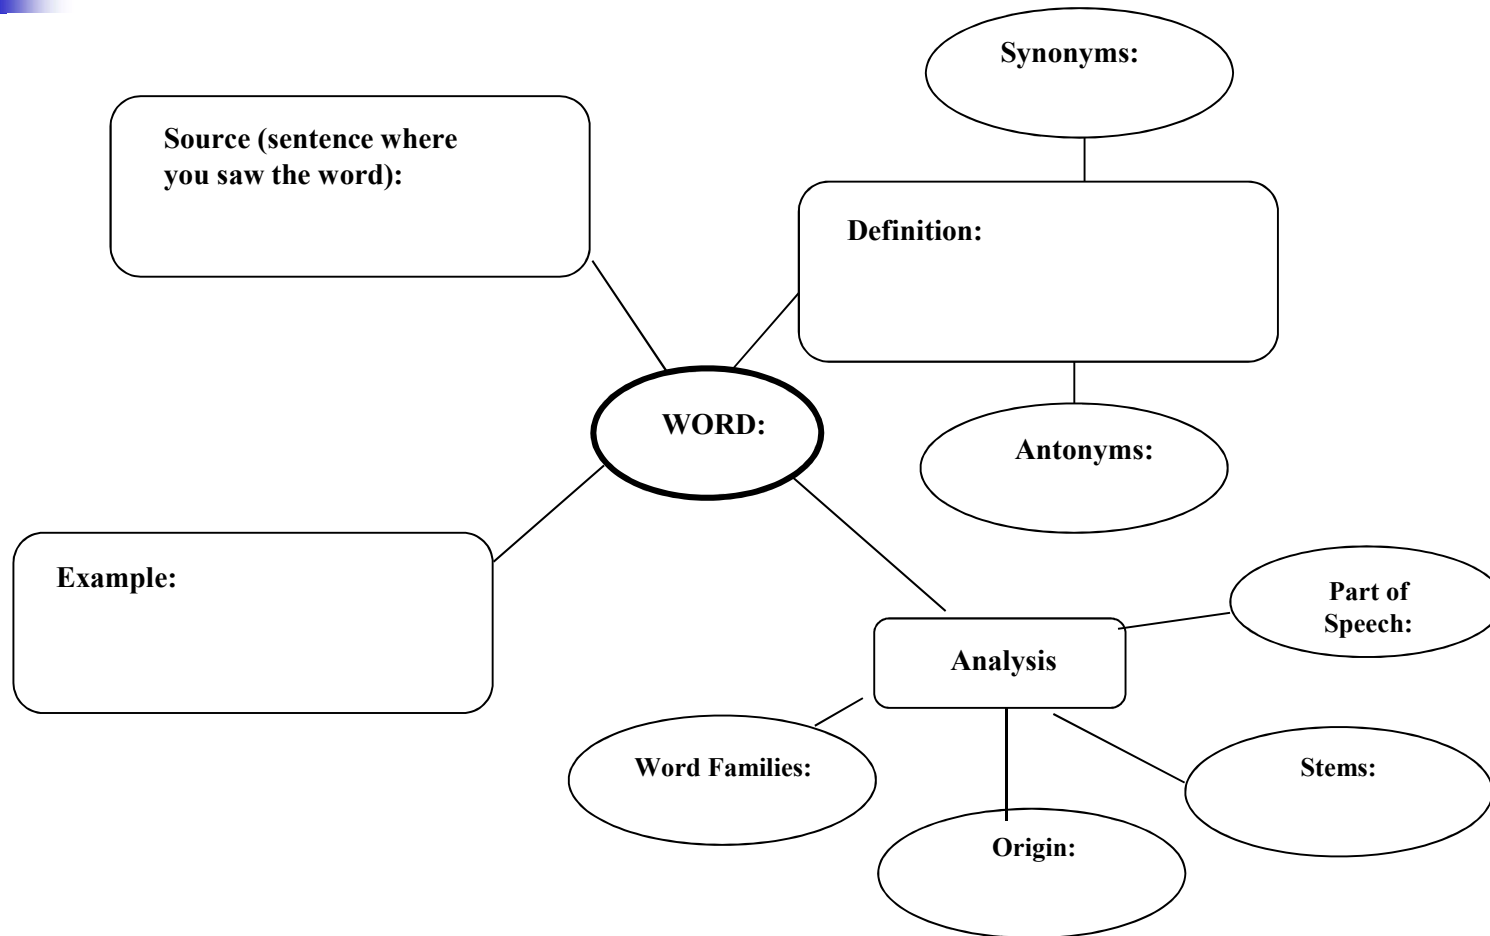 Synonyms:
Source (sentence where
you saw the word):
Definition:
WORD:
Antonyms:
Example:
Part of
Speech:
Analysis
Word Families:
Stems:
Origin: